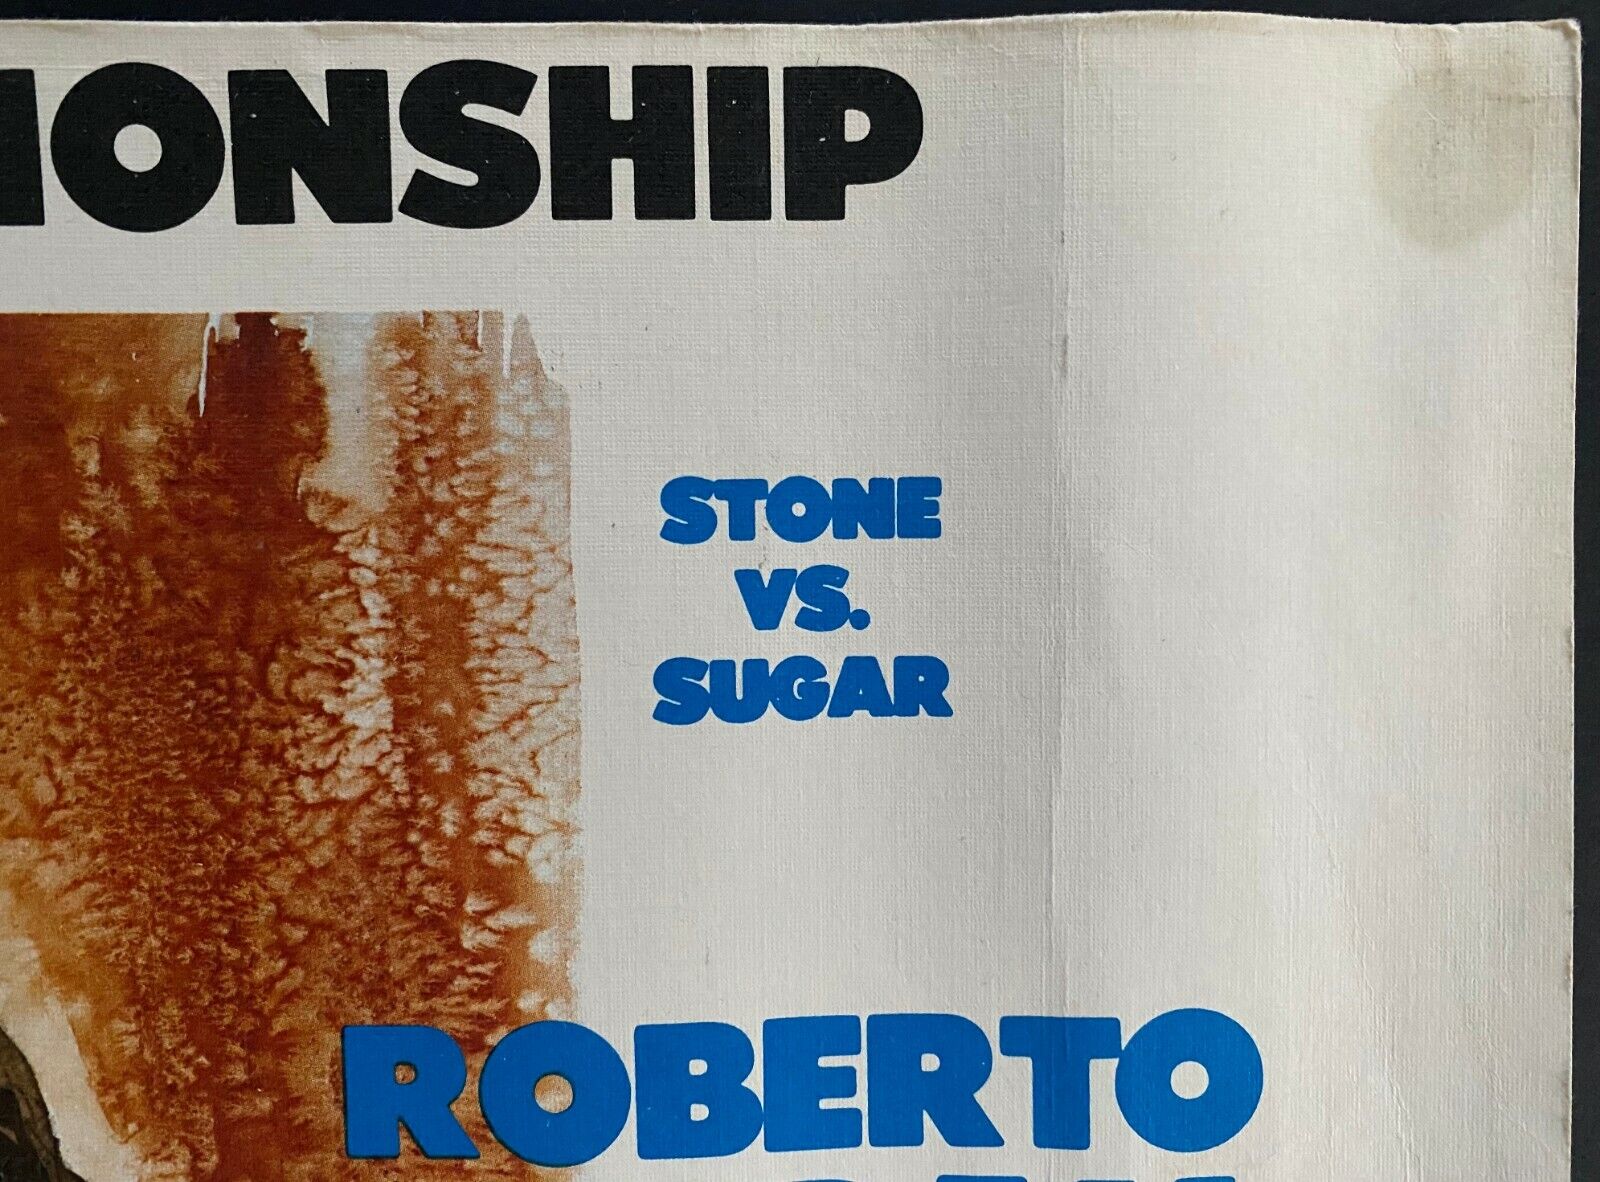 IONSHIP
STONE
VS.
SUGAR
ROBERTO